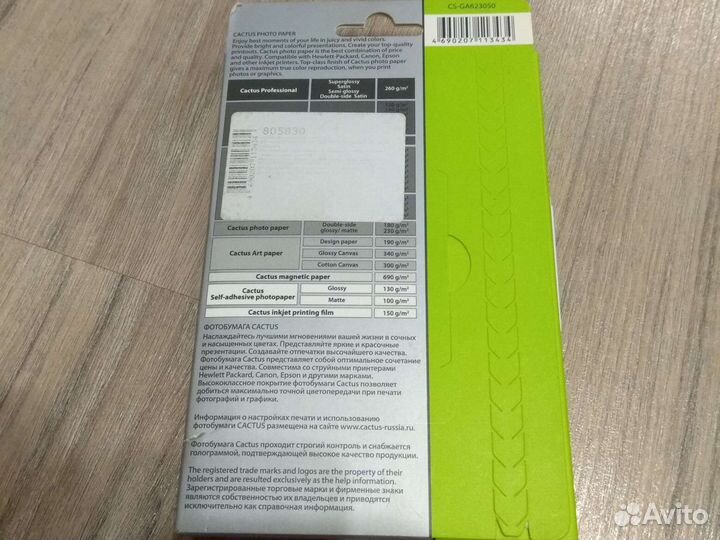 CS-GA623050
4 690207 113434
CACTUS PHOTO PAPER
Enjoy best moments of your life in juicy and vivid colors.
Provide bright and colorful presentations. Create your top-quality
printouts. Cactus photo paper is the best combination of price
and quality. Compatible with Hewlett Packard, Canon, Epson
and other inkjet printers. Top-class finish of Cactus photo paper
gives a maximum true color reproduction, when you print
photos or graphics.
Cactus Professional
Superglossy
Satin
Semi-glossy
Double-side Satin
260 g/m²
805830
4 690207 113434
Cactus photo paper
Double-side
glossy/ matte
180 g/m²
230 g/m²
Cactus Art paper
Design paper 190 g/m²
Glossy Canvas 340 g/m²
Cotton Canvas 300 g/m²
Cactus magnetic paper 690 g/m²
Cactus
Self-adhesive photopaper
Glossy 130 g/m²
Matte 100 g/m²
Cactus inkjet printing film 150 g/m²
ФОТОБУМАГА CACTUS
Наслаждайтесь лучшими мгновениями вашей жизни в сочных
и насыщенных цветах. Представляйте яркие и красочные
презентации. Создавайте отпечатки высочайшего качества.
Фотобумага Cactus представляет собой оптимальное сочетание
цены и качества. Совместима со струйными принтерами
Hewlett Packard, Canon, Epson и другими марками.
Высококлассное покрытие фотобумаги Cactus позволяет
добиться максимально точной цветопередачи при печати
фотографий и графики.
Информация о настройках печати и использованию
фотобумаги CACTUS размещена на сайте www.cactus-russia.ru.
Фотобумага Cactus проходит строгий контроль и снабжается
голограммой, подтверждающей высокое качество продукции.
The registered trade marks and logos are the property of their
holders and are resulted exclusively as the help information.
Зарегистрированные торговые марки и фирменные знаки
являются собственностью их владельцев и приводятся
исключительно как справочная информация.
Avito